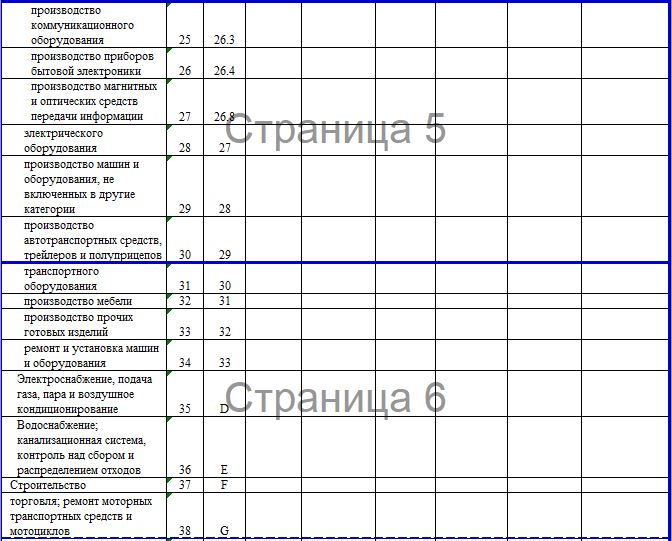 производство
коммуникационного
оборудования 25 26.3
производство приборов
бытовой электроники 26 26.4
производство магнитных
и оптических средств
передачи информации 27 26.8
Страница 5
электрического
оборудования 28 27
производство машин и
оборудования, не
включенных в другие
категории 29 28
производство
автотранспортных средств,
трейлеров и полуприцепов 30 29
транспортного
оборудования 31 30
производство мебели 32 31
производство прочих
готовых изделий 33 32
ремонт и установка машин
и оборудования 34 33
Электроснабжение, подача
газа, пара и воздушное
кондиционирование 35 D
Страница 6
Водоснабжение;
канализационная система,
контроль над сбором и
распределением отходов 36 E
Строительство 37 F
торговля; ремонт моторных
транспортных средств и
мотоциклов 38 G